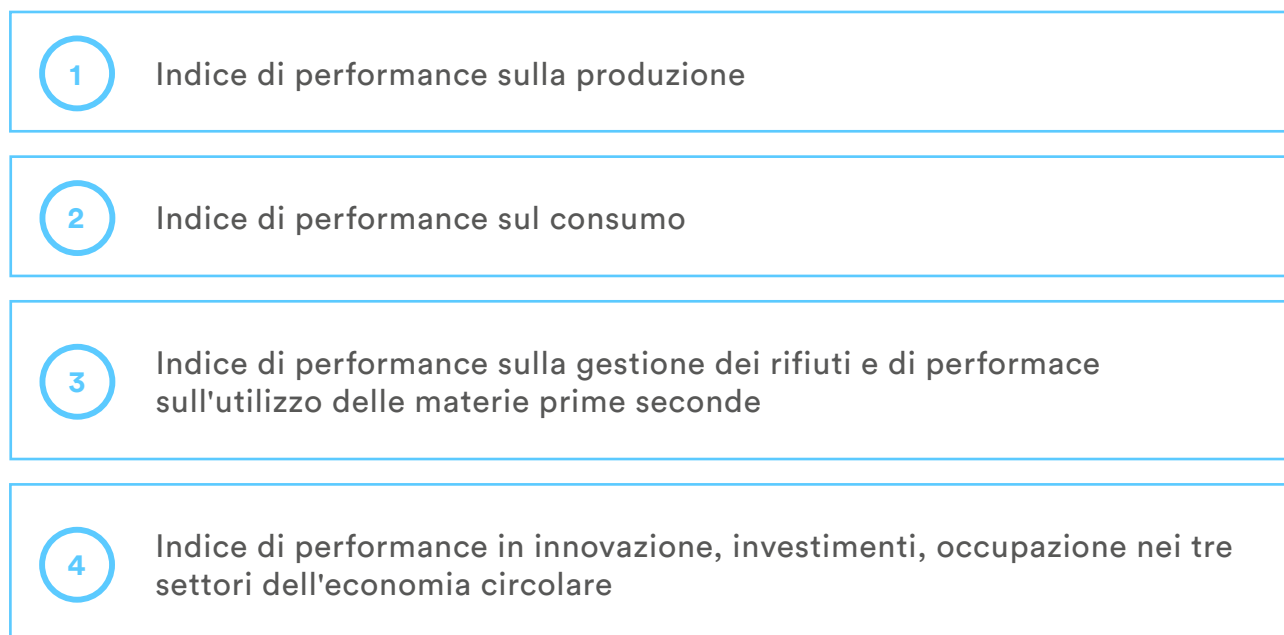 1
Indice di performance sulla produzione
2
Indice di performance sul consumo
3
Indice di performance sulla gestione dei rifiuti e di performace
sull'utilizzo delle materie prime seconde
4
Indice di performance in innovazione, investimenti, occupazione nei tre
settori dell'economia circolare